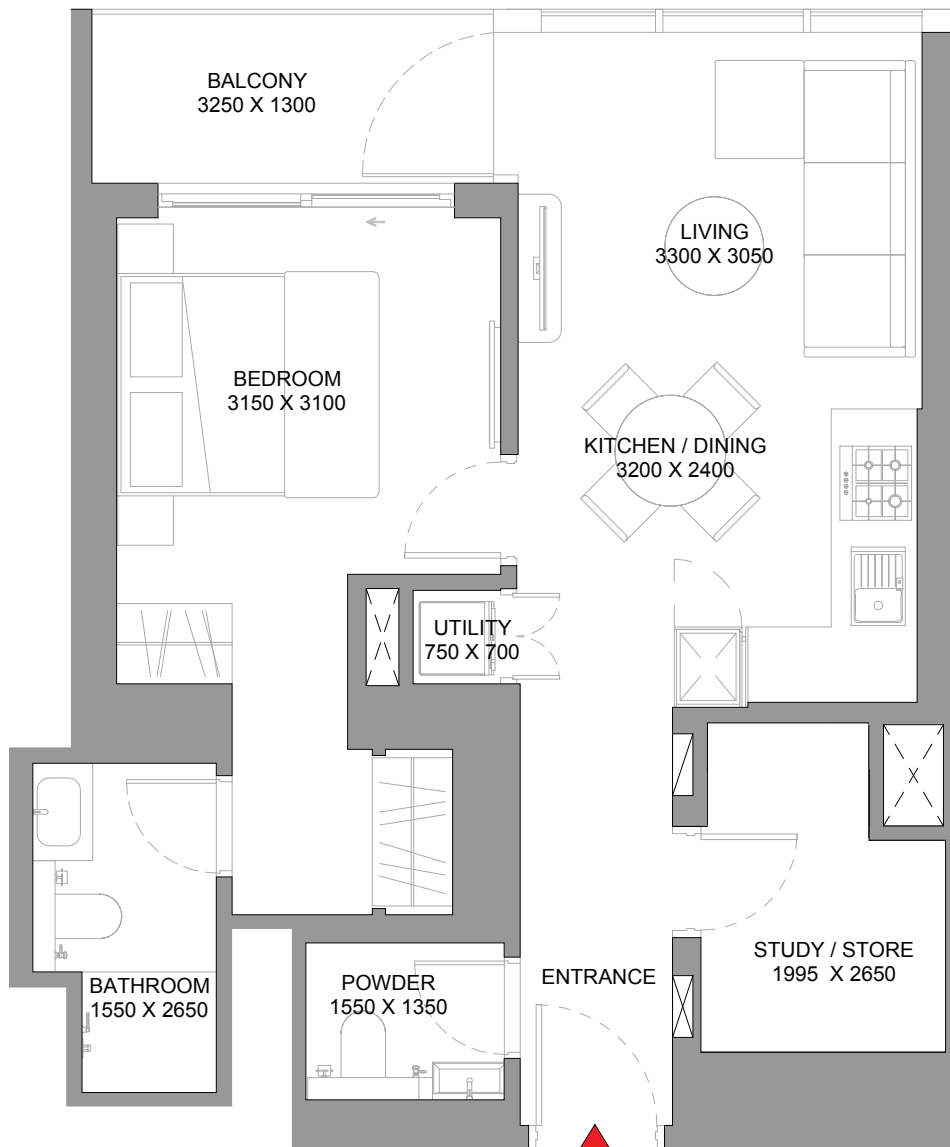 BALCONY
3250 X 1300
LIVING
3300 X 3050
BEDROOM
3150 X 3100
KITCHEN / DINING
3200 X 2400
UTILITY
750 X 700
STUDY / STORE
1995 X 2650
BATHROOM
1550 X 2650
POWDER
1550 X 1350
ENTRANCE